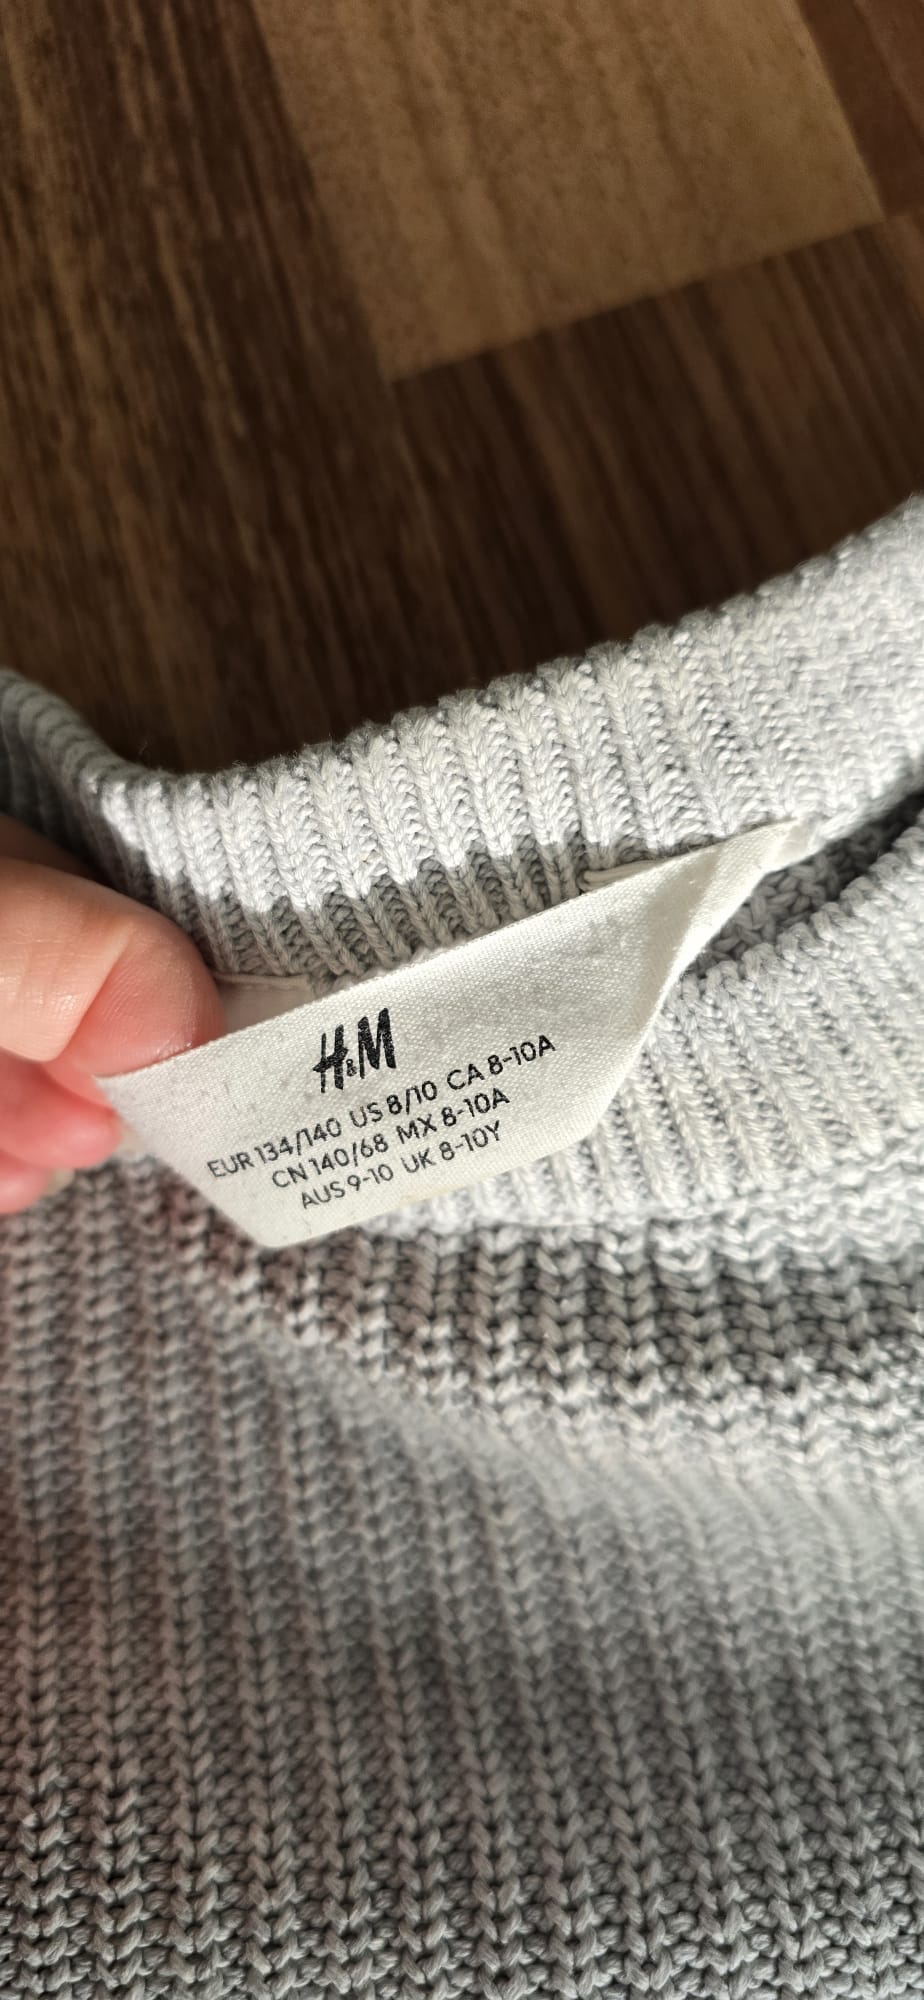 H&M
EUR 134/140 US 8/10 CA 8-10A
CN 140/68 MX 8-10A
AUS 9-10 UK 8-10Y